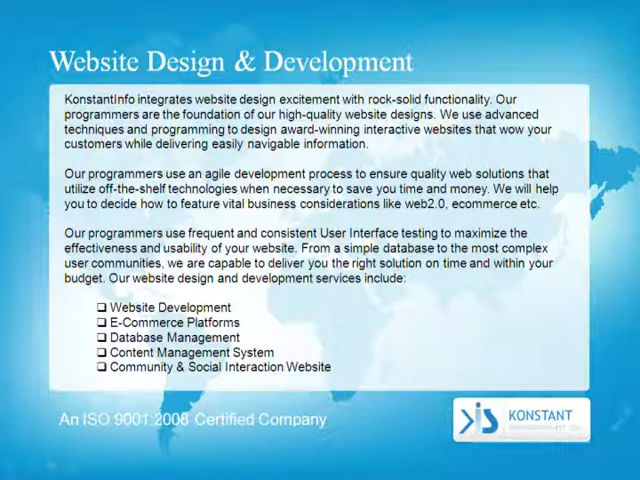 Website Design & Development
KonstantInfo integrates website design excitement with rock-solid functionality. Our
programmers are the foundation of our high-quality website designs. We use advanced
techniques and programming to design award-winning interactive websites that wow your
customers while delivering easily navigable information.
Our programmers use an agile development process to ensure quality web solutions that
utilize off-the-shelf technologies when necessary to save you time and money. We will help
you to decide how to feature vital business considerations like web2.0, ecommerce etc.
Our programmers use frequent and consistent User Interface testing to maximize the
effectiveness and usability of your website. From a simple database to the most complex
user communities, we are capable to deliver you the right solution on time and within your
budget. Our website design and development services include:
❑ Website Development
❑ E-Commerce Platforms
❑ Database Management
❑ Content Management System
❑ Community & Social Interaction Website
An ISO 9001:2008 Certified Company
KIS KONSTANT